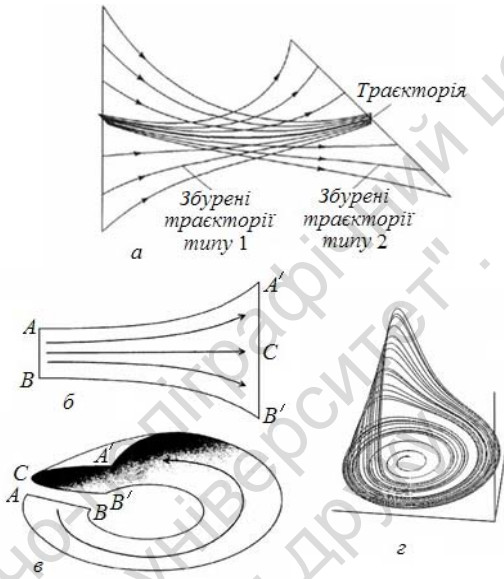 Траєкторія
Збурені
траєкторії
типу 1
Збурені
траєкторії
типу 2
а
A
B
A′
C
B′
б
C
A
A′
B
B′
в
г